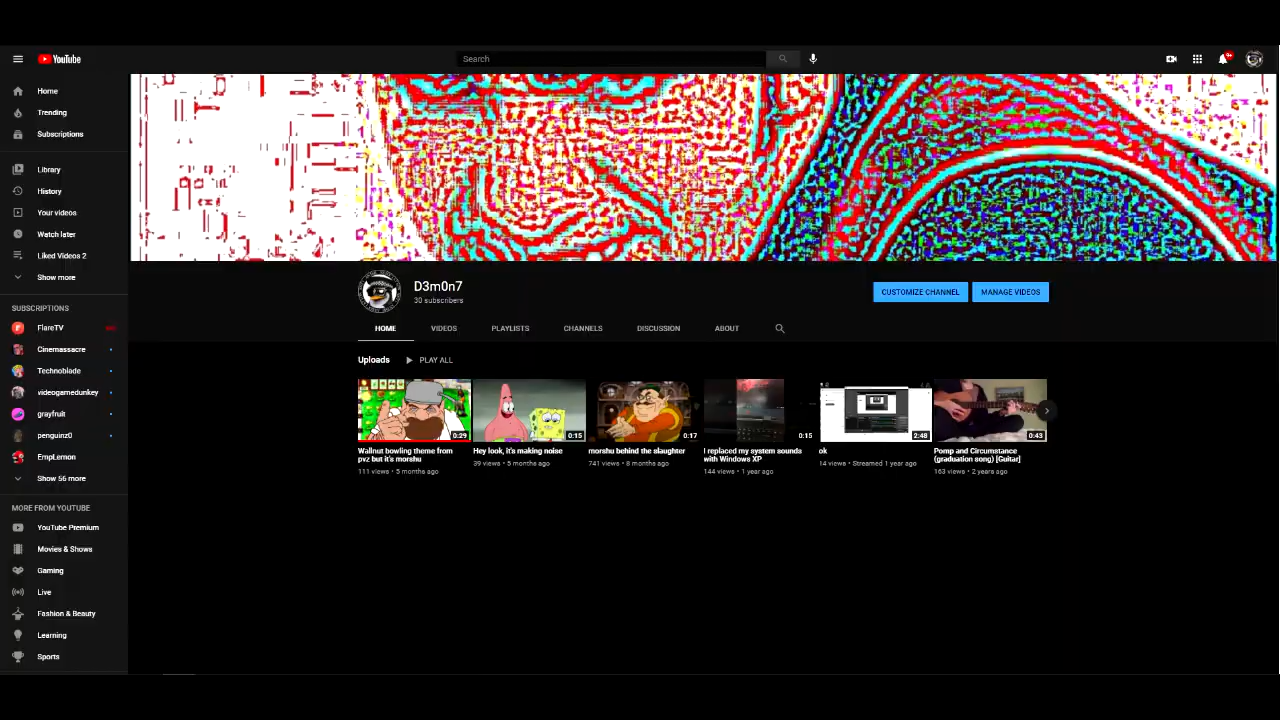 YouTube
Search
9+
Home
Trending
Subscriptions
Library
History
Your videos
Watch later
Liked Videos 2
Show more
SUBSCRIPTIONS
FlareTV
Cinemassacre
Technoblade
videogamedunkey
grayfruit
penguinz0
EmpLemon
Show 56 more
MORE FROM YOUTUBE
YouTube Premium
Movies & Shows
Gaming
Live
Fashion & Beauty
Learning
Sports
D3m0n7
30 subscribers
CUSTOMIZE CHANNEL
MANAGE VIDEOS
HOME VIDEOS PLAYLISTS CHANNELS DISCUSSION ABOUT
Uploads PLAY ALL
0:29
Wallnut bowling theme from
pvz but it's morshu
111 views • 5 months ago
0:15
Hey look, it's making noise
39 views • 5 months ago
0:17
morshu behind the slaughter
741 views • 8 months ago
0:15
I replaced my system sounds
with Windows XP
144 views • 1 year ago
2:48
ok
14 views • Streamed 1 year ago
0:43
Pomp and Circumstance
(graduation song) [Guitar]
163 views • 2 years ago